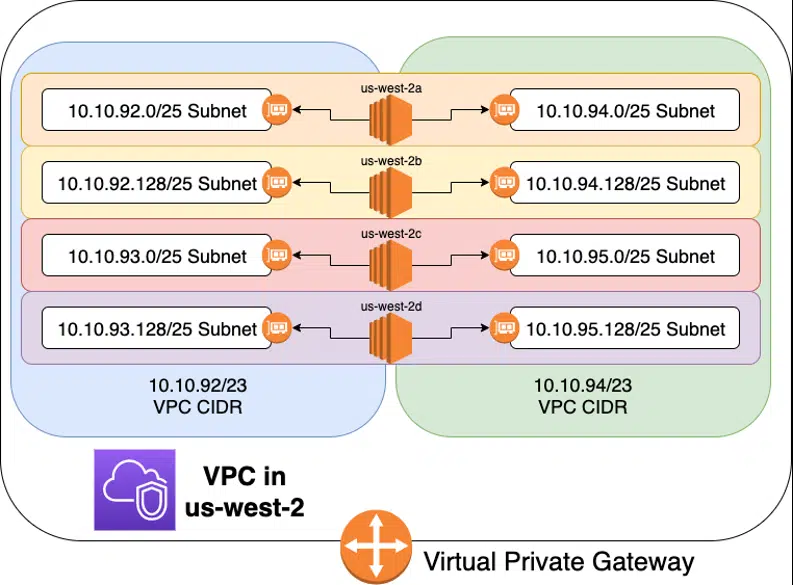 us-west-2a
10.10.92.0/25 Subnet
10.10.94.0/25 Subnet
us-west-2b
10.10.92.128/25 Subnet
10.10.94.128/25 Subnet
us-west-2c
10.10.93.0/25 Subnet
10.10.95.0/25 Subnet
us-west-2d
10.10.93.128/25 Subnet
10.10.95.128/25 Subnet
10.10.92/23
VPC CIDR
10.10.94/23
VPC CIDR
VPC in
us-west-2
Virtual Private Gateway